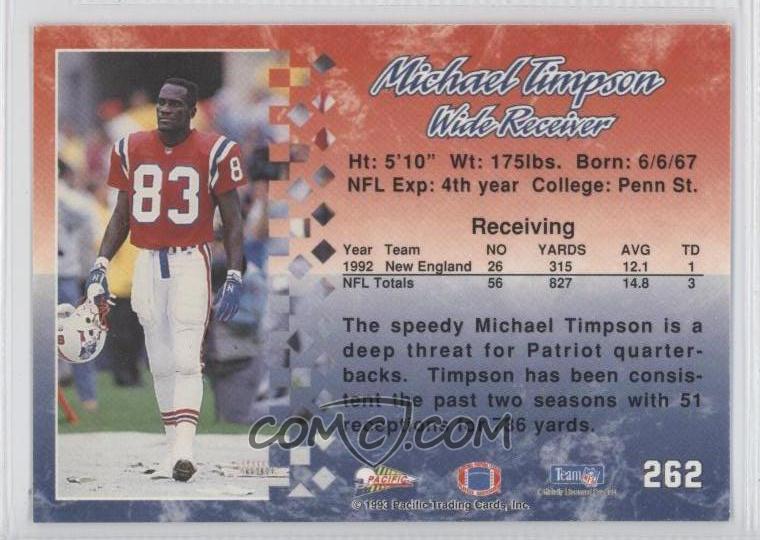 Michael Timpson
Wide Receiver
Ht: 5'10" Wt: 175lbs. Born: 6/6/67
NFL Exp: 4th year College: Penn St.
Receiving
Year Team NO YARDS AVG TD
1992 New England 26 315 12.1 1
NFL Totals 56 827 14.8 3
The speedy Michael Timpson is a
deep threat for Patriot quarter-
backs. Timpson has been consis-
tent the past two seasons with 51
receptions for 786 yards.
COMC.COM
83
PACIFIC
Team NFL
262
© 1993 Pacific Trading Cards, Inc.